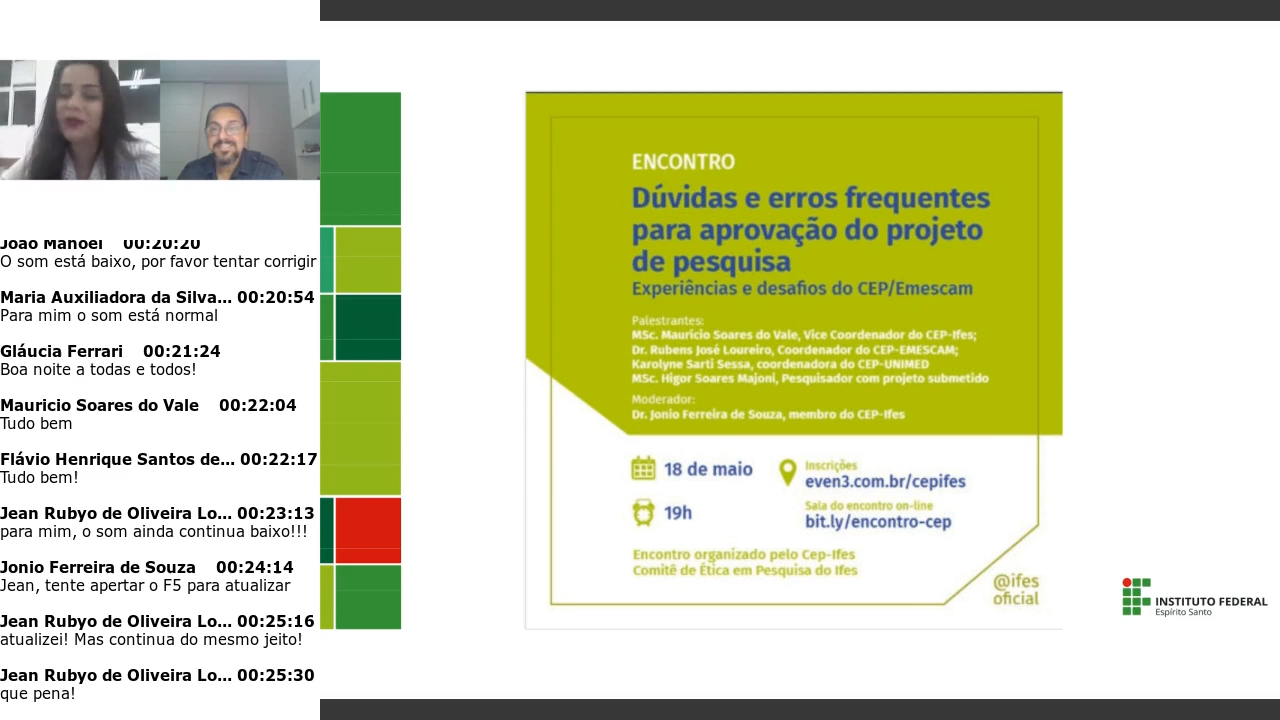 João Manoel 00:20:20
O som está baixo, por favor tentar corrigir
Maria Auxiliadora da Silva... 00:20:54
Para mim o som está normal
Gláucia Ferrari 00:21:24
Boa noite a todas e todos!
Mauricio Soares do Vale 00:22:04
Tudo bem
Flávio Henrique Santos de... 00:22:17
Tudo bem!
Jean Rubyo de Oliveira Lo... 00:23:13
para mim, o som ainda continua baixo!!!
Jonio Ferreira de Souza 00:24:14
Jean, tente apertar o F5 para atualizar
Jean Rubyo de Oliveira Lo... 00:25:16
atualizei! Mas continua do mesmo jeito!
Jean Rubyo de Oliveira Lo... 00:25:30
que pena!
ENCONTRO
Dúvidas e erros frequentes
para aprovação do projeto
de pesquisa
Experiências e desafios do CEP/Emescam
Palestrantes:
MSc. Maurício Soares do Vale, Vice Coordenador do CEP-Ifes;
Dr. Rubens José Loureiro, Coordenador do CEP-EMESCAM;
Karolyne Sarti Sessa, coordenadora do CEP-UNIMED
MSc. Higor Soares Majoni, Pesquisador com projeto submetido
Moderador:
Dr. Jonio Ferreira de Souza, membro do CEP-Ifes
18 de maio
Inscrições
even3.com.br/cepifes
19h
Sala do encontro on-line
bit.ly/encontro-cep
Encontro organizado pelo Cep-Ifes
Comitê de Ética em Pesquisa do Ifes
@ifes
oficial
INSTITUTO FEDERAL
Espírito Santo